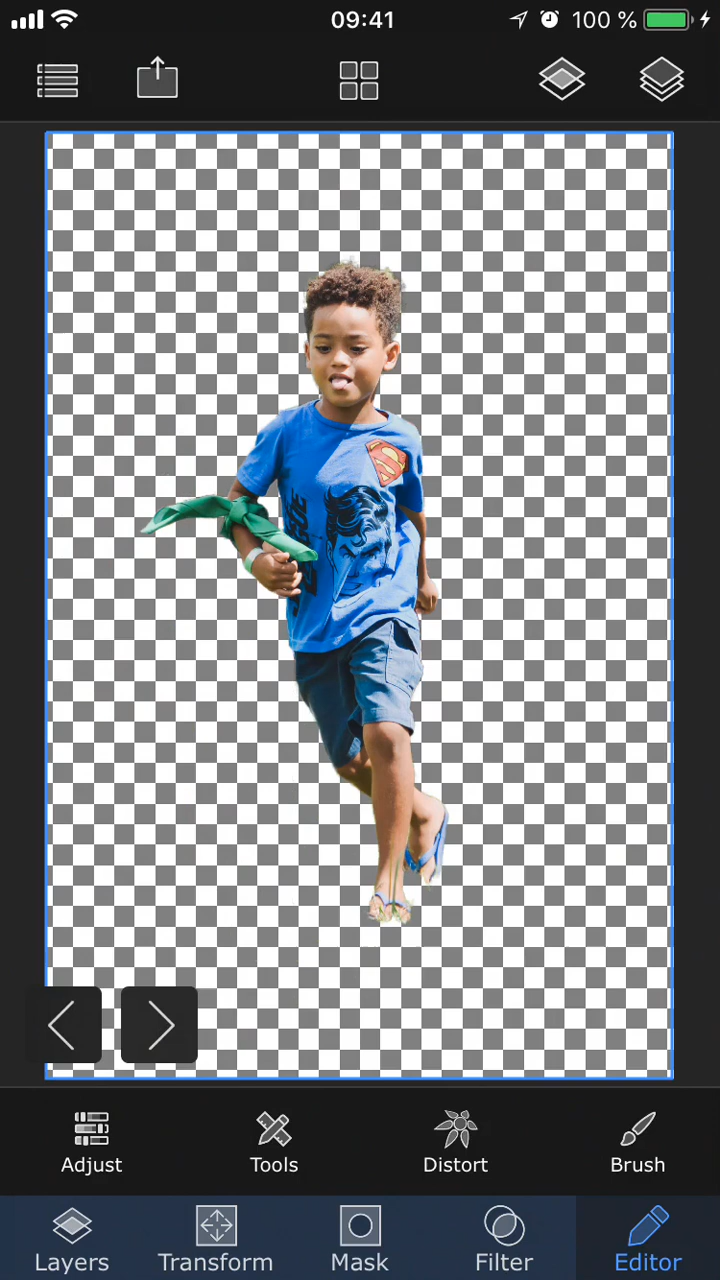 09:41
100 %
Adjust
Tools
Distort
Brush
Layers
Transform
Mask
Filter
Editor